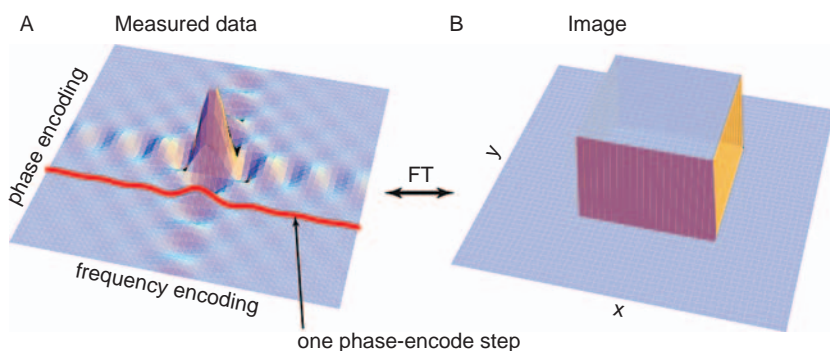 A Measured data
B Image
phase encoding
frequency encoding
one phase-encode step
FT
y
x